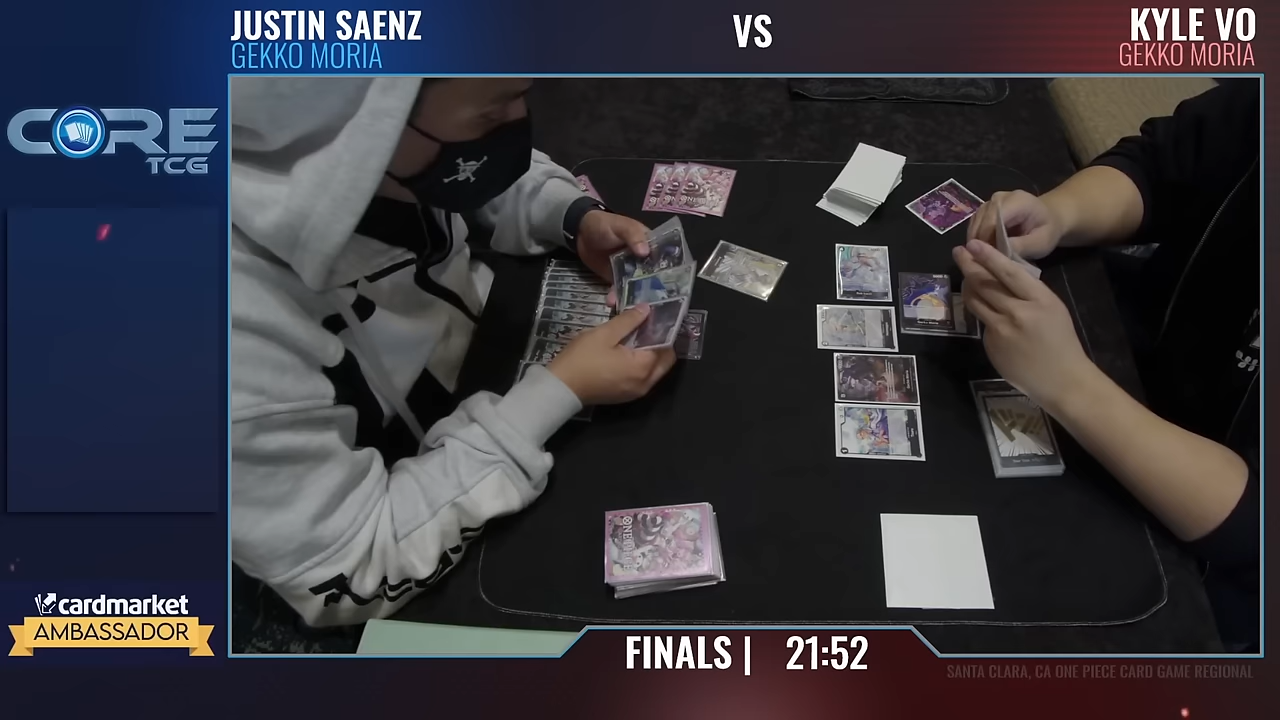 JUSTIN SAENZ
GEKKO MORIA
VS
KYLE VO
GEKKO MORIA
CORE
TCG
ONE PIECE
cardmarket
AMBASSADOR
FINALS | 21:52
SANTA CLARA, CA ONE PIECE CARD GAME REGIONAL